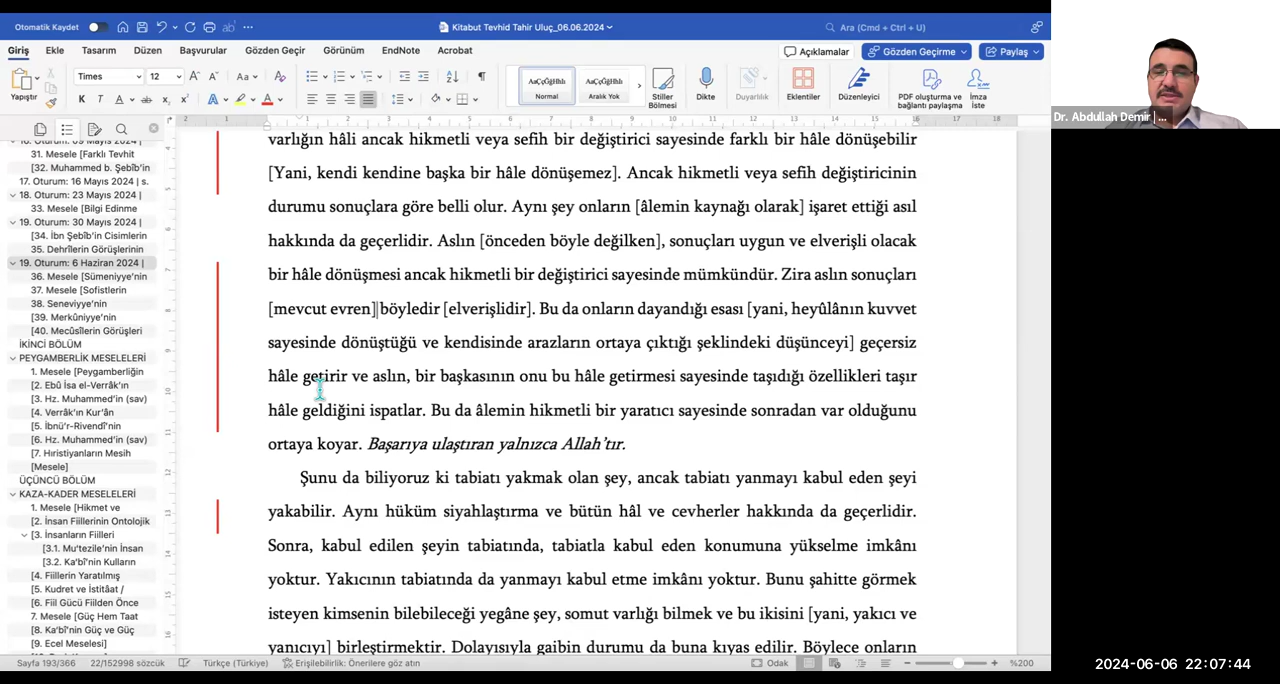 Otomatik Kaydet
Kitabut Tevhid Tahir Uluç_06.06.2024
Ara (Cmd + Ctrl + U)
Giriş Ekle Tasarım Düzen Başvurular Gözden Geçir Görünüm EndNote Acrobat
Açıklamalar Gözden Geçirme Paylaş
Yapıştır
Times 12
K T A
AaÇçĞğHhIı AaÇçĞğHhIı
Normal Aralık Yok
Stiller Bölmesi
Dikte
Duyarlılık
Eklentiler
Düzenleyici
PDF oluşturma ve bağlantı paylaşma
İmza İste
Dr. Abdullah Demir | ...
31. Mesele [Farklı Tevhit
[32. Muhammed b. Şebîb'in
17. Oturum: 16 Mayıs 2024 | s.
18. Oturum: 23 Mayıs 2024 |
33. Mesele [Bilgi Edinme
19. Oturum: 30 Mayıs 2024 |
[34. İbn Şebîb'in Cisimlerin
35. Dehrîlerin Görüşlerinin
19. Oturum: 6 Haziran 2024 |
36. Mesele [Sümeniyye'nin
37. Mesele [Sofistlerin
38. Seneviyye'nin
[39. Merkûniyye'nin
[40. Mecûsîlerin Görüşleri
İKİNCİ BÖLÜM
PEYGAMBERLİK MESELELERİ
1. Mesele [Peygamberliğin
[2. Ebû İsa el-Verrâk'ın
[3. Hz. Muhammed'in (sav)
[4. Verrâk'ın Kur'ân
[5. İbnü'r-Rivendî'nin
[6. Hz. Muhammed'in (sav)
[7. Hıristiyanların Mesih
[Mesele]
ÜÇÜNCÜ BÖLÜM
KAZA-KADER MESELELERİ
1. Mesele [Hikmet ve
[2. İnsan Fiillerinin Ontolojik
[3. İnsanların Fiilleri
[3.1. Mu'tezile'nin İnsan
[3.2. Ka'bî'nin Kulların
[4. Fiillerin Yaratılmış
[5. Kudret ve İstitâat /
[6. Fiil Gücü Fiilden Önce
7. Mesele [Güç Hem Taat
[8. Ka'bî'nin Güç ve Güç
[9. Ecel Meselesi]
varlığın hâli ancak hikmetli veya sefih bir değiştirici sayesinde farklı bir hâle dönüşebilir
[Yani, kendi kendine başka bir hâle dönüşemez]. Ancak hikmetli veya sefih değiştiricinin
durumu sonuçlara göre belli olur. Aynı şey onların [âlemin kaynağı olarak] işaret ettiği asıl
hakkında da geçerlidir. Aslın [önceden böyle değilken], sonuçları uygun ve elverişli olacak
bir hâle dönüşmesi ancak hikmetli bir değiştirici sayesinde mümkündür. Zira aslın sonuçları
[mevcut evren] böyledir [elverişlidir]. Bu da onların dayandığı esası [yani, heyûlânın kuvvet
sayesinde dönüştüğü ve kendisinde arazların ortaya çıktığı şeklindeki düşünceyi] geçersiz
hâle getirir ve aslın, bir başkasının onu bu hâle getirmesi sayesinde taşıdığı özellikleri taşır
hâle geldiğini ispatlar. Bu da âlemin hikmetli bir yaratıcı sayesinde sonradan var olduğunu
ortaya koyar. Başarıya ulaştıran yalnızca Allah'tır.
Şunu da biliyoruz ki tabiatı yakmak olan şey, ancak tabiatı yanmayı kabul eden şeyi
yakabilir. Aynı hüküm siyahlaştırma ve bütün hâl ve cevherler hakkında da geçerlidir.
Sonra, kabul edilen şeyin tabiatında, tabiatla kabul eden konumuna yükselme imkânı
yoktur. Yakıcının tabiatında da yanmayı kabul etme imkânı yoktur. Bunu şahitte görmek
isteyen kimsenin bilebileceği yegâne şey, somut varlığı bilmek ve bu ikisini [yani, yakıcı ve
yanıcıyı] birleştirmektir. Dolayısıyla gaibin durumu da buna kıyas edilir. Böylece onların
Sayfa 193/366 22/152998 sözcük Türkçe (Türkiye) Erişilebilirlik: Önerilere göz atın
Odak
%200
2024-06-06 22:07:44